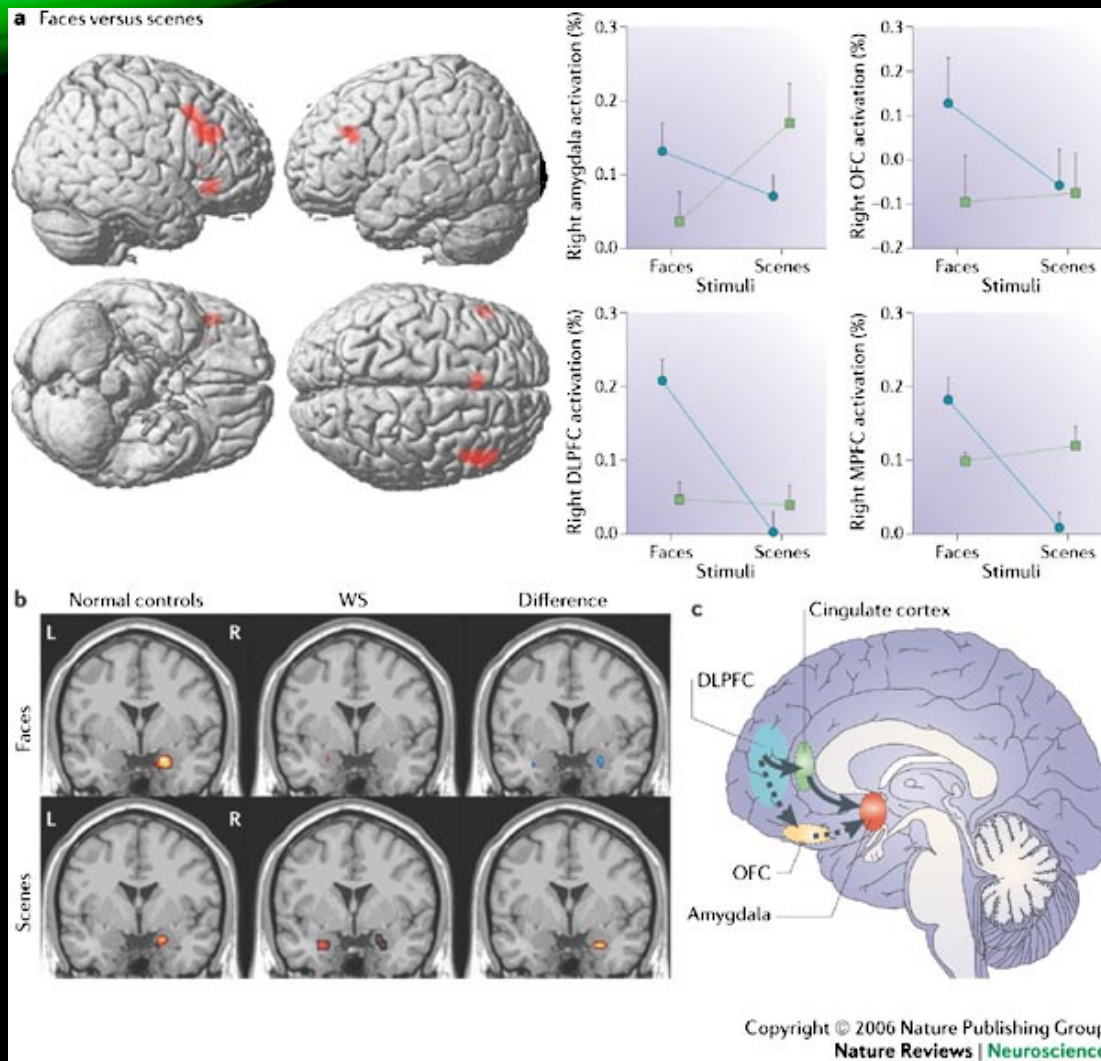 a Faces versus scenes
Right amygdala activation (%)
0.3
0.2
0.1
0.0
Faces
Scenes
Stimuli
Right OFC activation (%)
0.3
0.2
0.1
0.0
−0.1
−0.2
Faces
Scenes
Stimuli
Right DLPFC activation (%)
0.3
0.2
0.1
0.0
Faces
Scenes
Stimuli
Right MPFC activation (%)
0.3
0.2
0.1
0.0
Faces
Scenes
Stimuli
b
Normal controls
WS
Difference
Faces
L
R
Scenes
L
R
c
Cingulate cortex
DLPFC
OFC
Amygdala
Copyright © 2006 Nature Publishing Group
Nature Reviews | Neuroscience